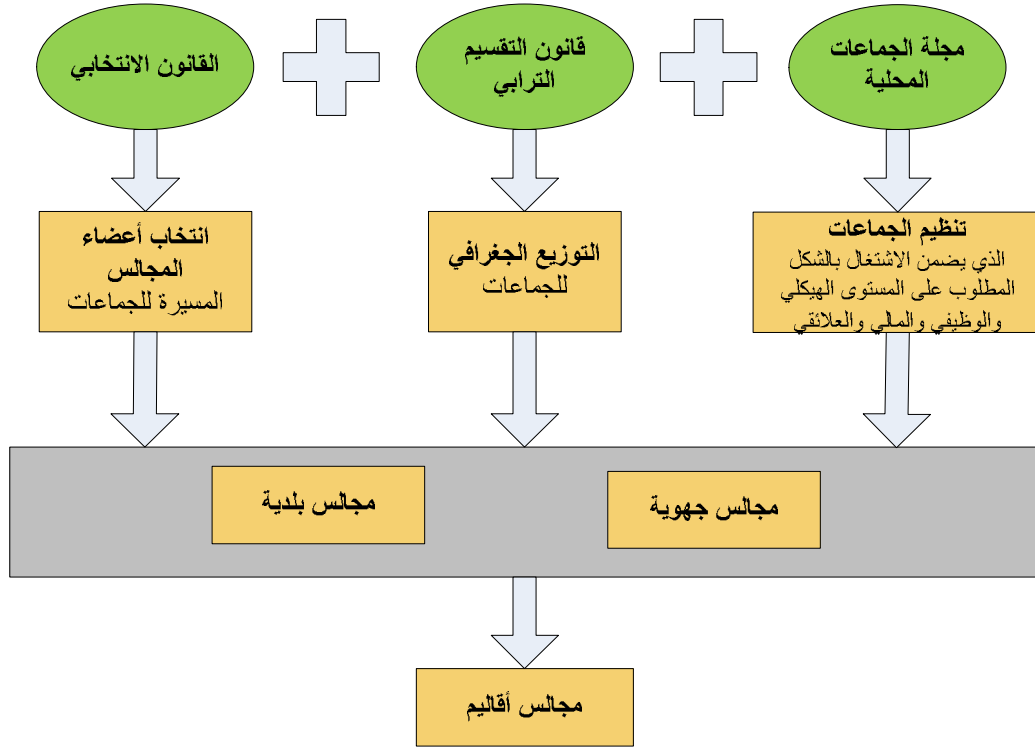 مجلة الجماعات
المحلية
قانون التقسيم
الترابي
القانون الانتخابي
تنظيم الجماعات
الذي يضمن الاشتغال بالشكل
المطلوب على المستوى الهيكلي
والوظيفي والمالي والعلائقي
التوزيع الجغرافي
للجماعات
انتخاب أعضاء
المجالس
المسيرة للجماعات
مجالس جهوية
مجالس بلدية
مجالس أقاليم